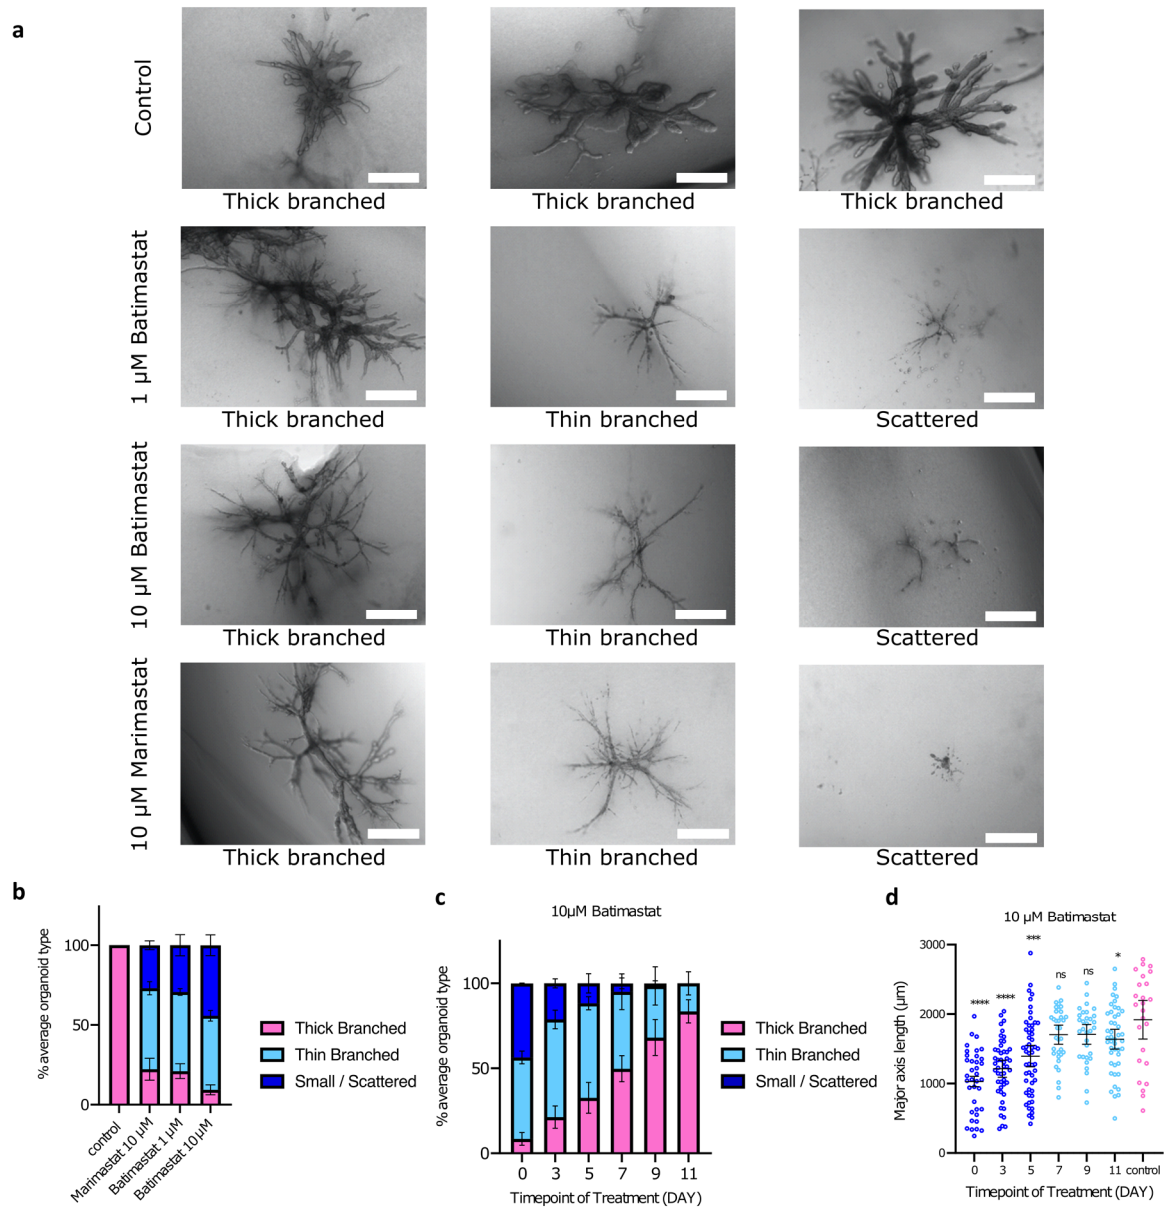 a
Control
Thick branched
Thick branched
Thick branched
1 µM Batimastat
Thick branched
Thin branched
Scattered
10 µM Batimastat
Thick branched
Thin branched
Scattered
10 µM Marimastat
Thick branched
Thin branched
Scattered
b
% average organoid type
100
50
0
control
Marimastat 10 µM
Batimastat 1 µM
Batimastat 10 µM
Thick Branched
Thin Branched
Small / Scattered
c
10µM Batimastat
% average organoid type
100
50
0
0 3 5 7 9 11
Timepoint of Treatment (DAY)
Thick Branched
Thin Branched
Small / Scattered
d
10 µM Batimastat
Major axis length (µm)
3000
2000
1000
0
**** **** *** ns ns *
0 3 5 7 9 11 control
Timepoint of Treatment (DAY)